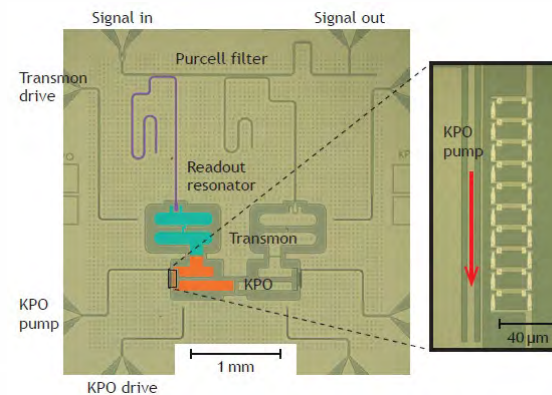 Signal in
Signal out
Purcell filter
Transmon
drive
KPO
pump
Readout
resonator
Transmon
KPO
KPO
pump
40 µm
1 mm
KPO drive